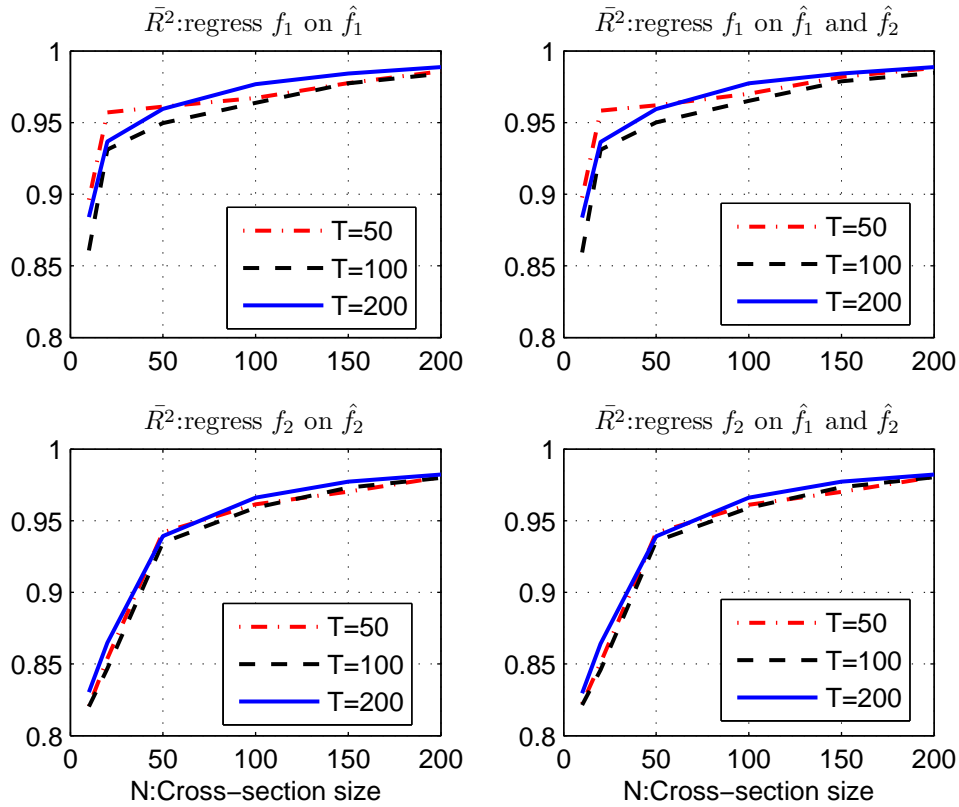 R̄²:regress f₁ on f̂₁
1
0.95
0.9
0.85
0.8
0 50 100 150 200
T=50
T=100
T=200
R̄²:regress f₁ on f̂₁ and f̂₂
1
0.95
0.9
0.85
0.8
0 50 100 150 200
T=50
T=100
T=200
R̄²:regress f₂ on f̂₂
1
0.95
0.9
0.85
0.8
0 50 100 150 200
N:Cross−section size
T=50
T=100
T=200
R̄²:regress f₂ on f̂₁ and f̂₂
1
0.95
0.9
0.85
0.8
0 50 100 150 200
N:Cross−section size
T=50
T=100
T=200